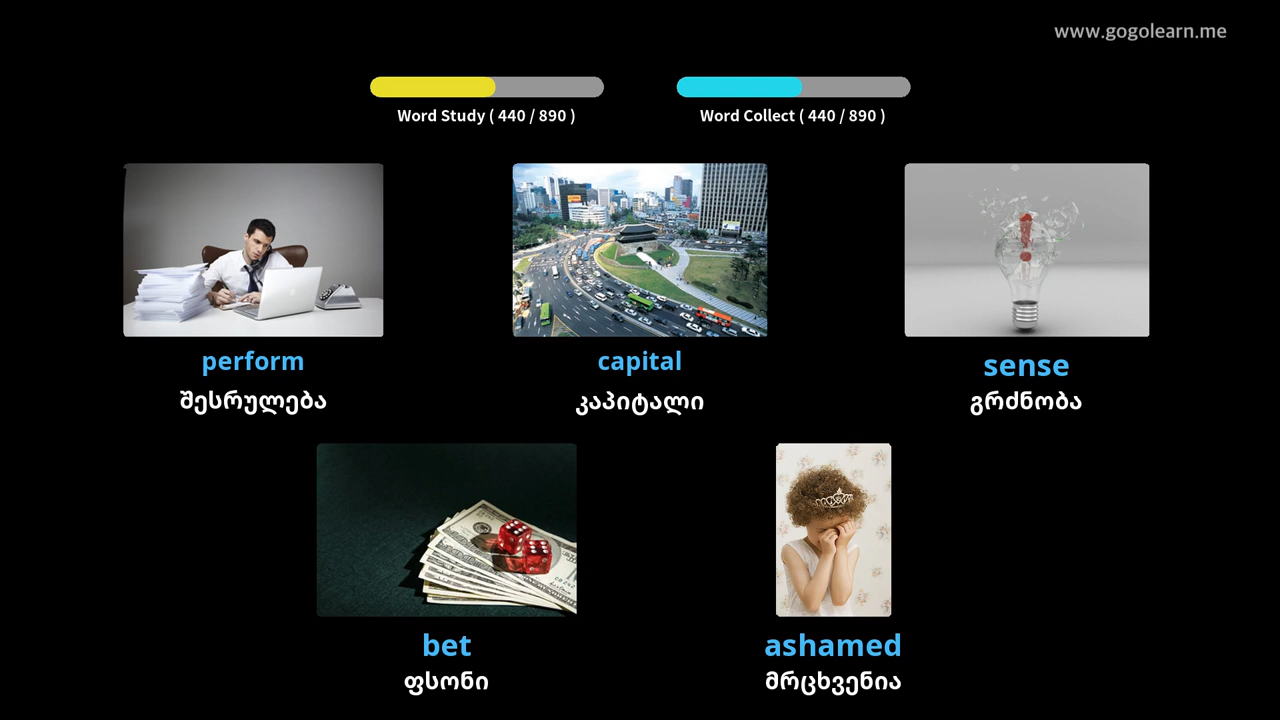 www.gogolearn.me
Word Study ( 440 / 890 )
Word Collect ( 440 / 890 )
perform
შესრულება
capital
კაპიტალი
sense
გრძნობა
bet
ფსონი
ashamed
მრცხვენია